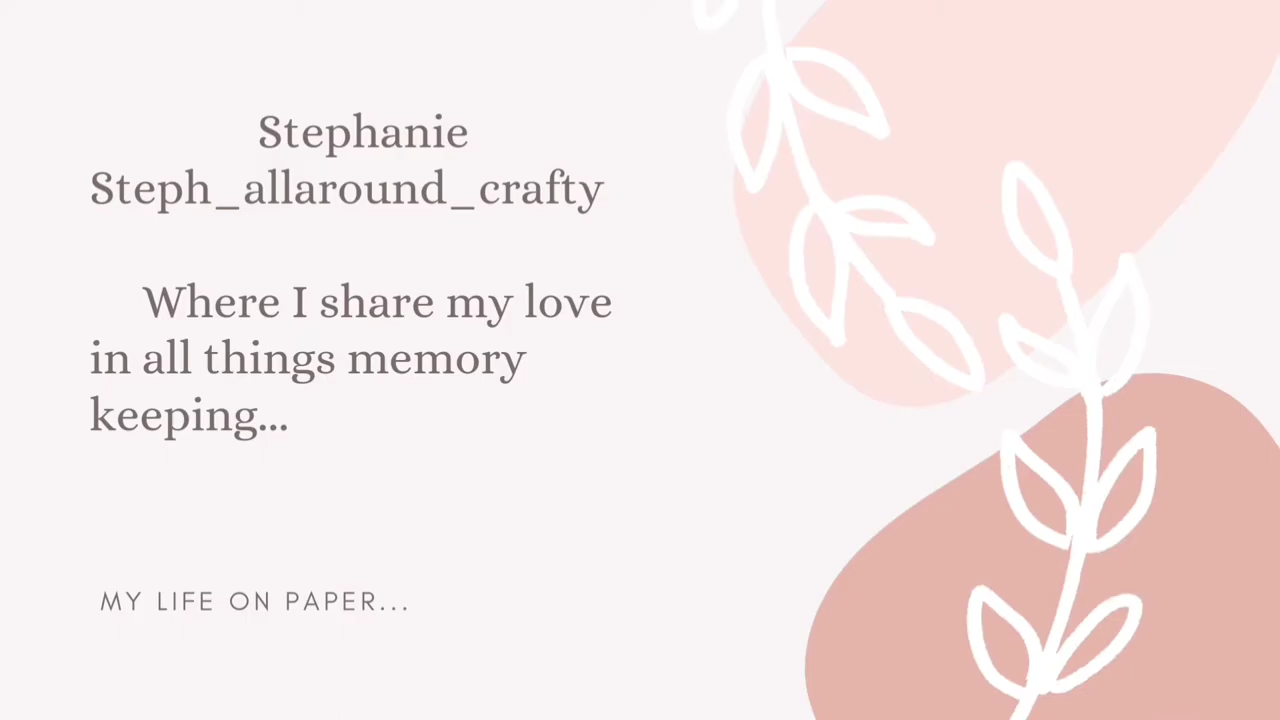 Stephanie
Steph_allaround_crafty
Where I share my love
in all things memory
keeping...
MY LIFE ON PAPER...